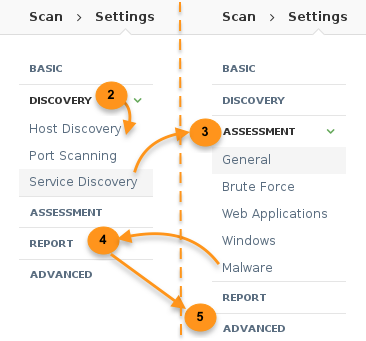 Scan > Settings
BASIC
DISCOVERY
2
Host Discovery
Port Scanning
Service Discovery
ASSESSMENT
REPORT
4
ADVANCED
Scan > Settings
BASIC
DISCOVERY
3
ASSESSMENT
General
Brute Force
Web Applications
Windows
Malware
REPORT
5
ADVANCED